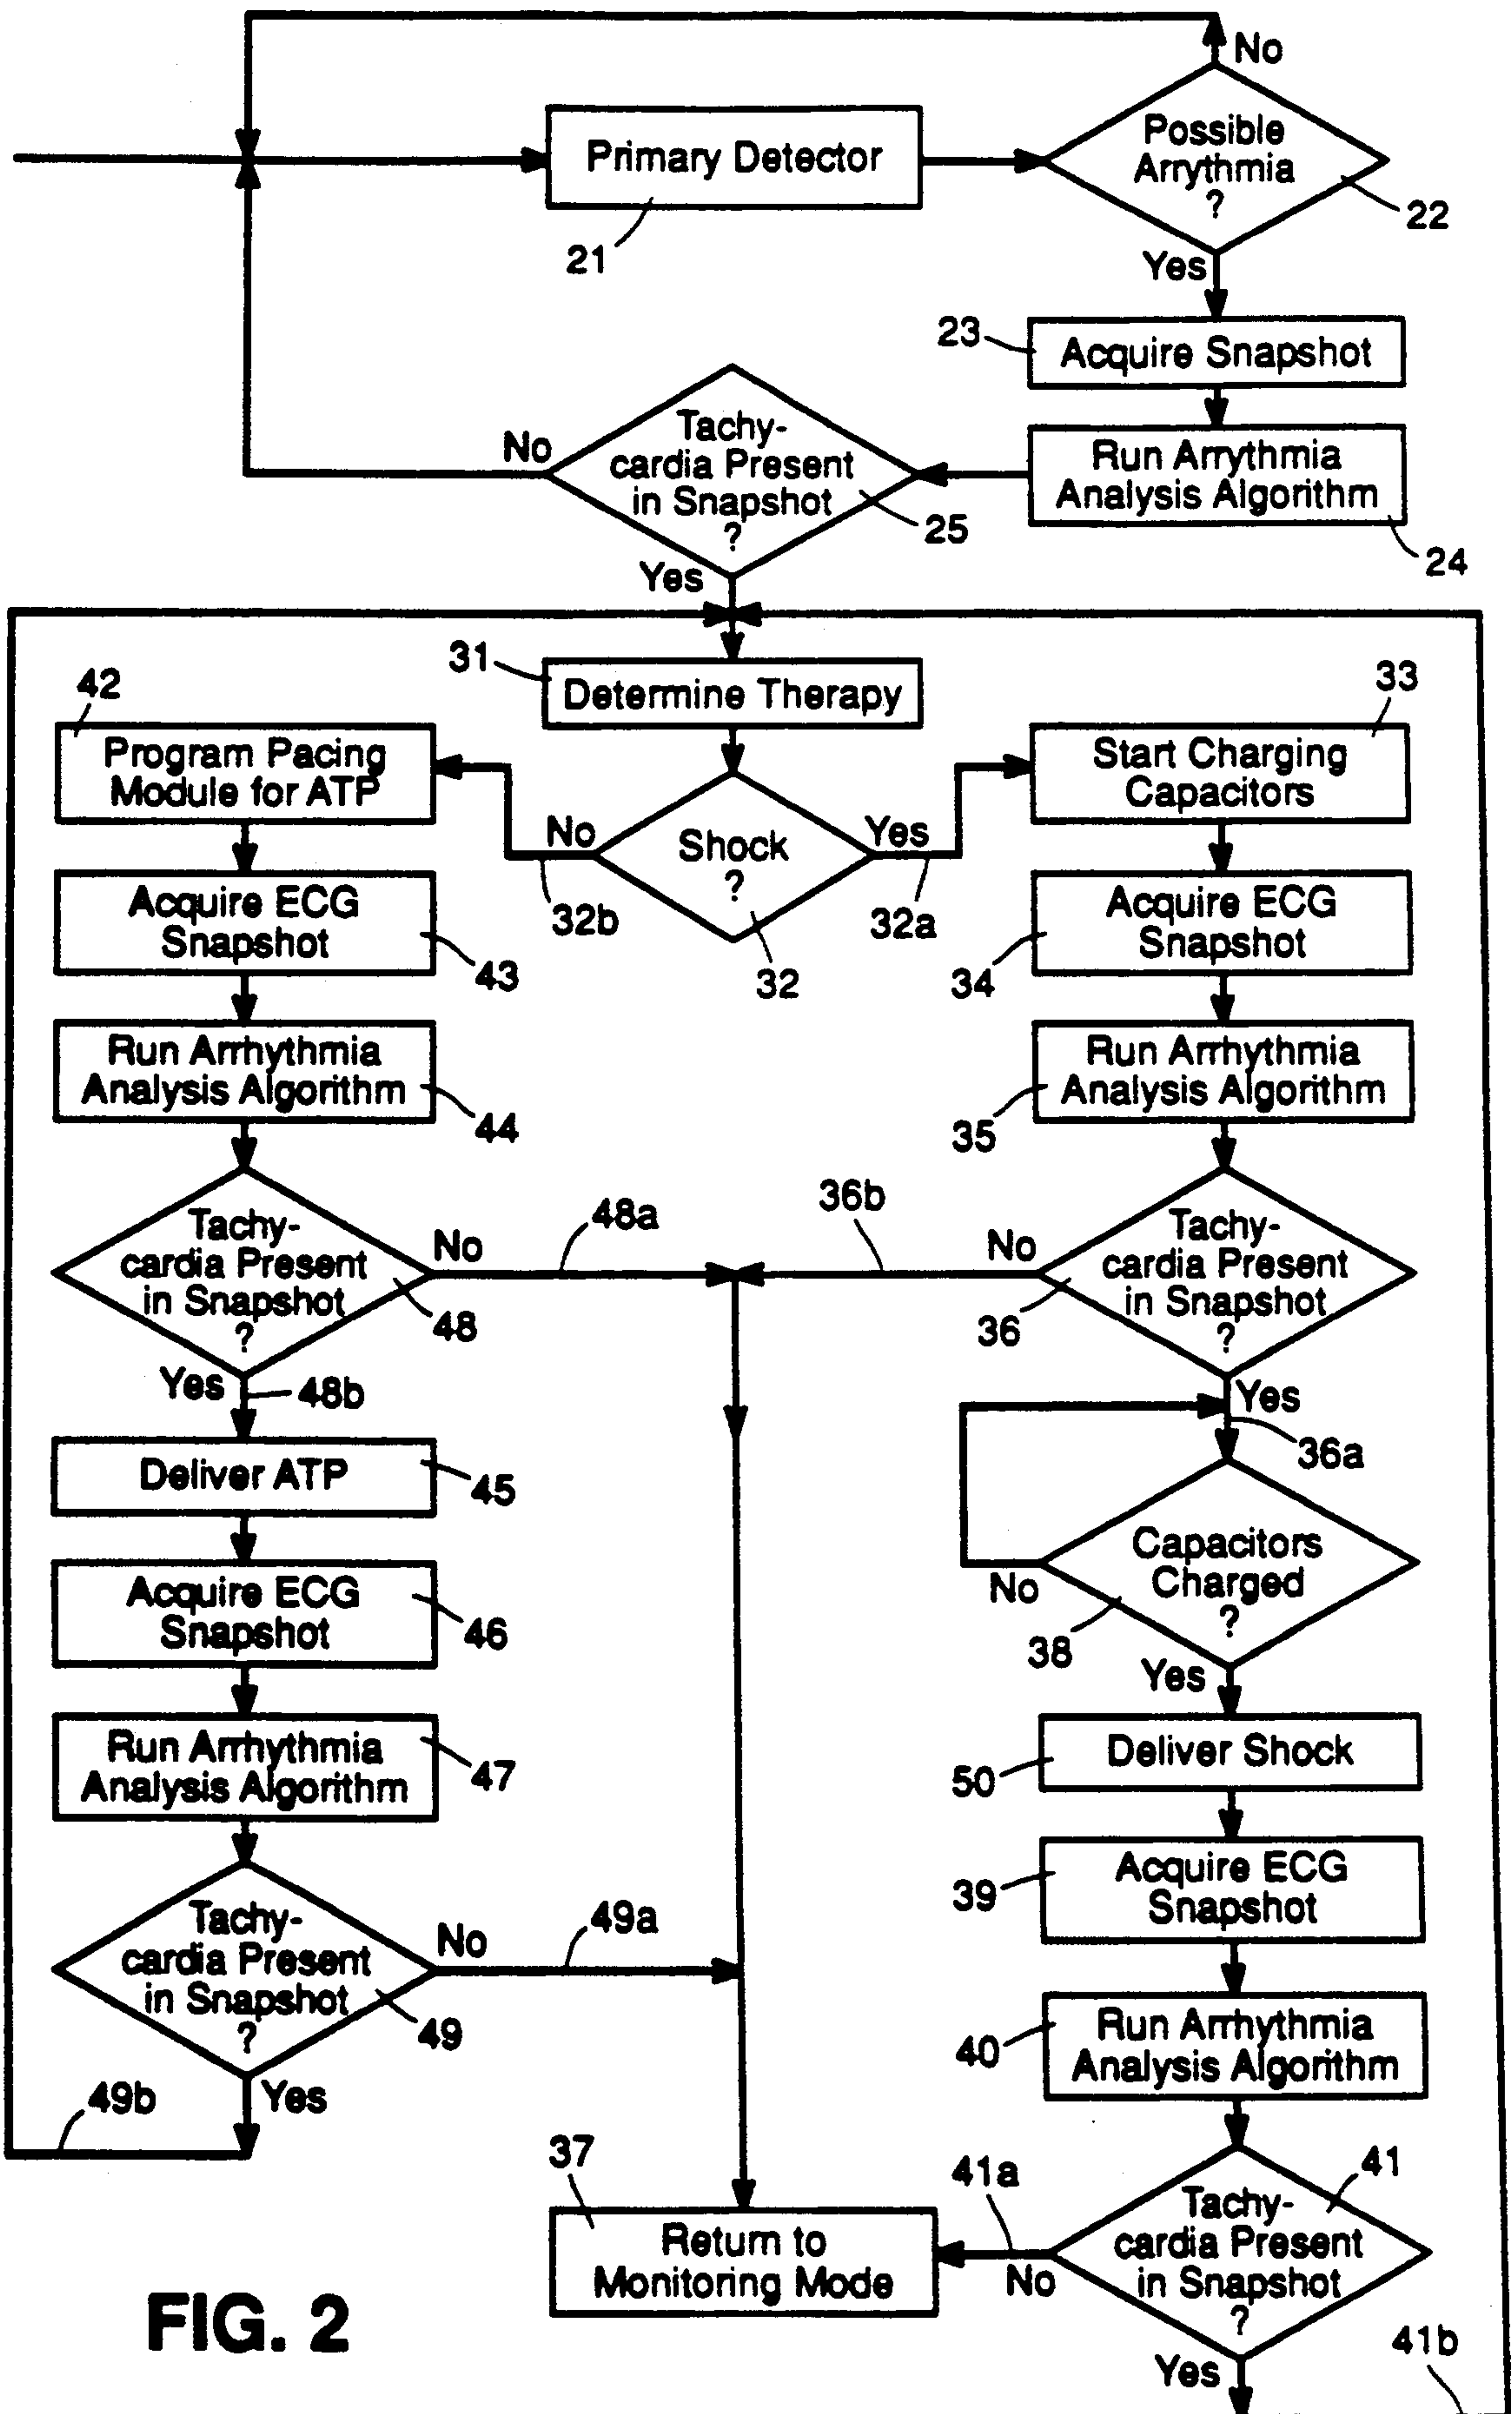 No
Primary Detector
Possible
Arrythmia
?
22
21
Yes
23
Acquire Snapshot
Tachy-
cardia Present
in Snapshot
?
No
25
Run Arrythmia
Analysis Algorithm
24
Yes
31
Determine Therapy
42
Program Pacing
Module for ATP
33
Start Charging
Capacitors
No
Shock
?
Yes
32b
32a
32
Acquire ECG
Snapshot
43
Acquire ECG
Snapshot
34
Run Arrhythmia
Analysis Algorithm
44
Run Arrhythmia
Analysis Algorithm
35
Tachy-
cardia Present
in Snapshot
?
No
48a
48
36b
No
Tachy-
cardia Present
in Snapshot
?
36
Yes
48b
Yes
36a
Deliver ATP
45
Capacitors
Charged
?
No
38
Yes
Acquire ECG
Snapshot
46
Run Arrhythmia
Analysis Algorithm
47
Deliver Shock
50
Acquire ECG
Snapshot
39
Tachy-
cardia Present
in Snapshot
?
No
49a
49
Run Arrhythmia
Analysis Algorithm
40
Yes
49b
37
Return to
Monitoring Mode
41a
No
Tachy-
cardia Present
in Snapshot
?
41
Yes
41b
FIG. 2